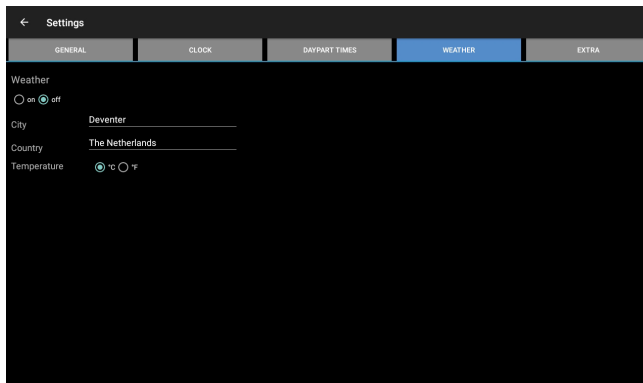 Settings
GENERAL CLOCK DAYPART TIMES WEATHER EXTRA
Weather
on off
City Deventer
Country The Netherlands
Temperature °C °F